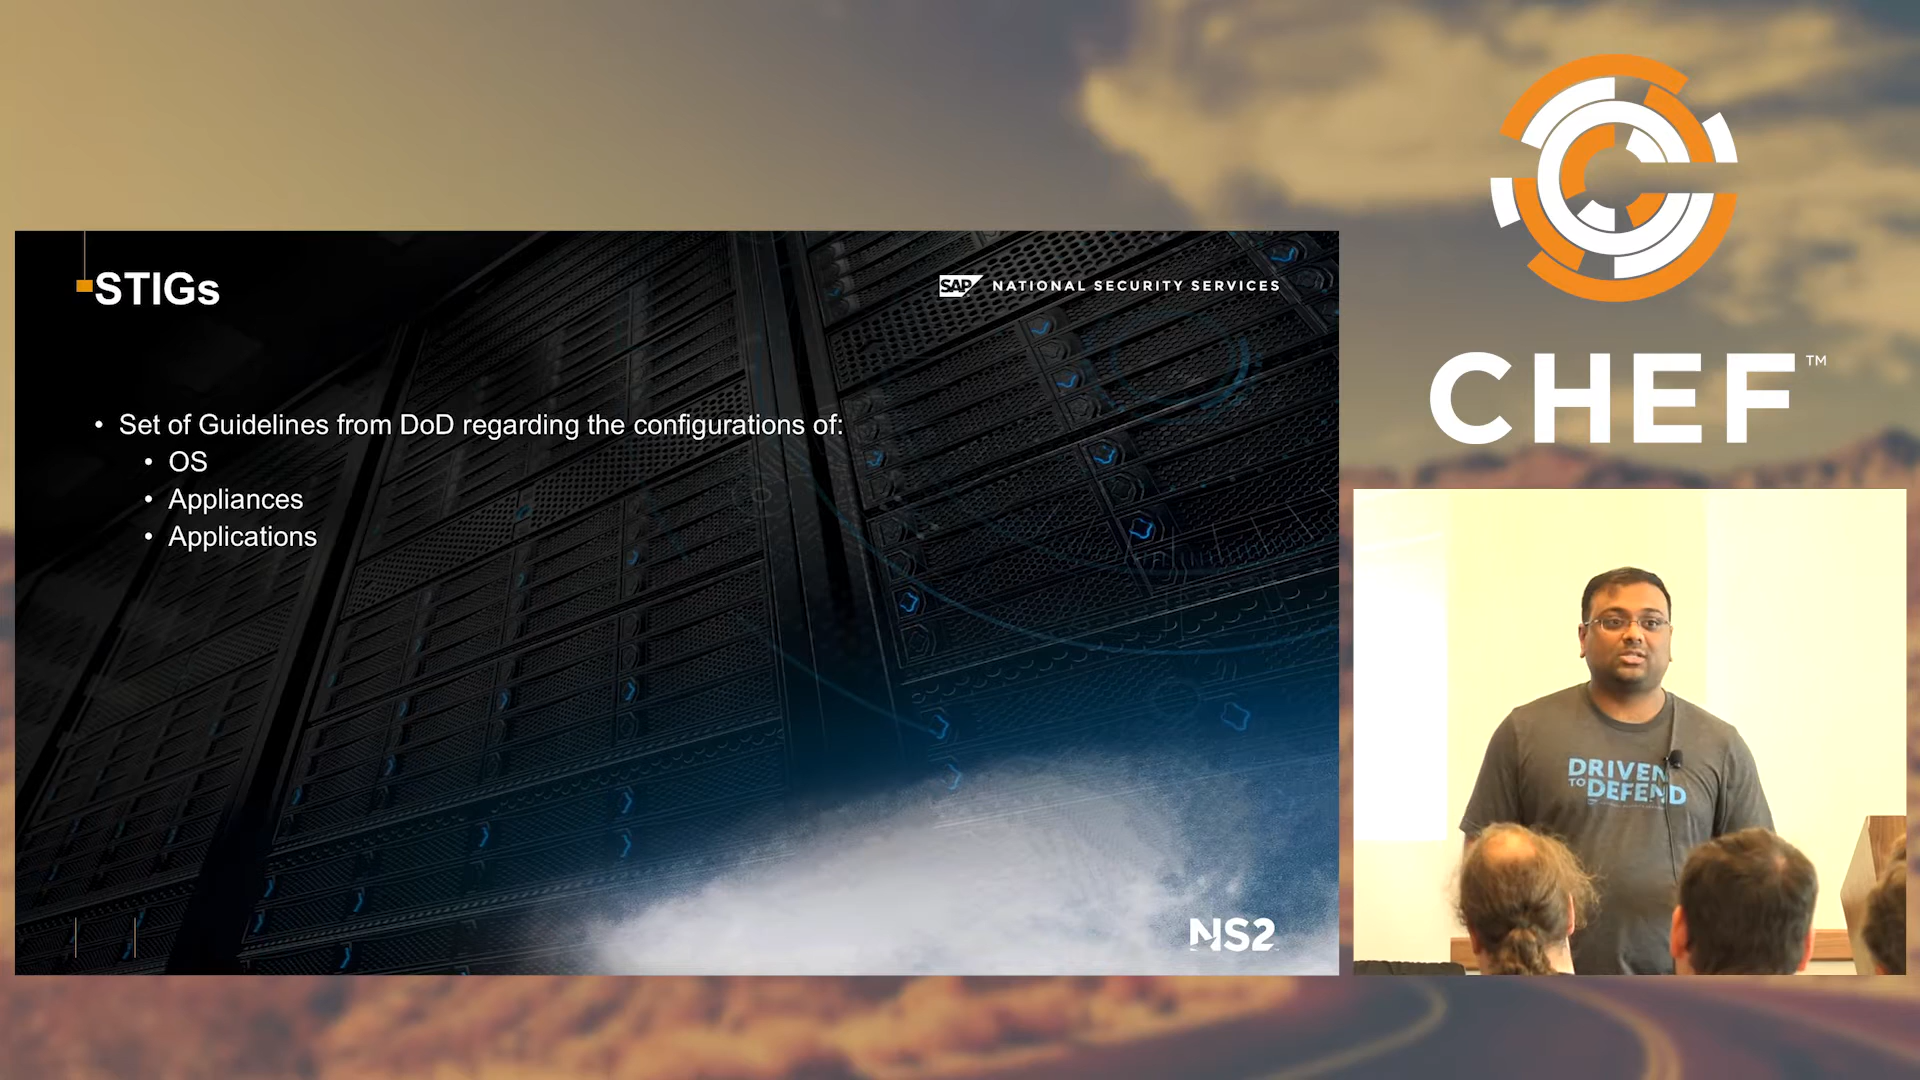 STIGs
SAP NATIONAL SECURITY SERVICES
• Set of Guidelines from DoD regarding the configurations of:
• OS
• Appliances
• Applications
NS2
CHEF™
DRIVEN
TO DEFEND